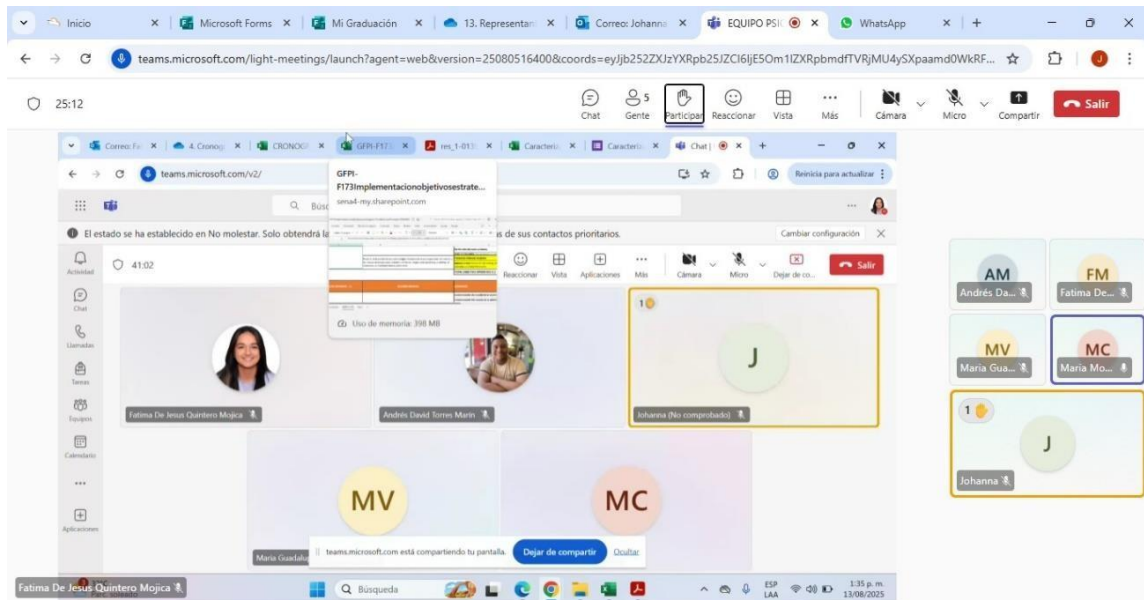 Inicio
Microsoft Forms
Mi Graduación
13. Representan
Correo: Johanna
EQUIPO PSI
WhatsApp
teams.microsoft.com/light-meetings/launch?agent=web&version=25080516400&coords=
25:12
5
Chat
Gente
Participar
Reaccionar
Vista
Más
Cámara
Micro
Compartir
Salir
4. Cronog
CRONOG
GFPI-F17
Caracteri
Caracteri
Chat
teams.microsoft.com/v2/
GFPI-
F173Implementacionobjetivosestrate...
sena4-my.sharepoint.com
Reinicia para actualizar
El estado se ha establecido en No molestar. Solo obtendrá
s de sus contactos prioritarios.
Cambiar configuración
41:02
Reaccionar
Vista
Aplicaciones
Más
Cámara
Micro
Dejar de co...
Salir
Uso de memoria: 398 MB
Actividad
Chat
Llamadas
Tareas
Equipos
Calendario
Aplicaciones
1
J
Fatima De Jesus Quintero Mojica
Andrés David Torres Marin
Johanna (No comprobado)
MV
MC
Maria Guadalu
teams.microsoft.com está compartiendo tu pantalla.
Dejar de compartir
Ocultar
AM
Andrés Da...
FM
Fatima De...
MV
Maria Gua...
MC
Maria Mo...
1
J
Johanna
Fatima De Jesus Quintero Mojica
Búsqueda
ESP
LAA
1:35 p. m.
13/08/2025